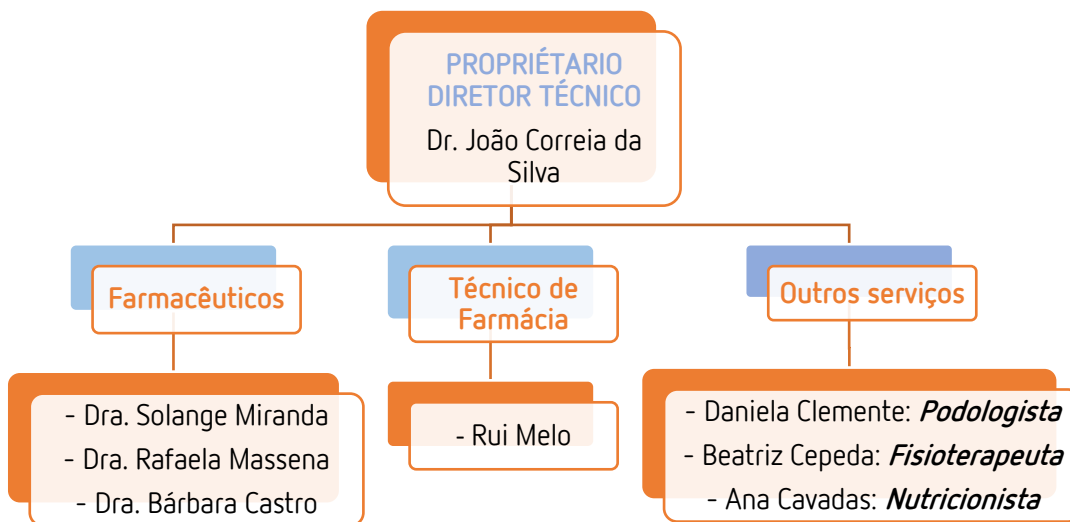 PROPRIÉTARIO
DIRETOR TÉCNICO
Dr. João Correia da
Silva
Farmacêuticos
Técnico de
Farmácia
Outros serviços
- Dra. Solange Miranda
- Dra. Rafaela Massena
- Dra. Bárbara Castro
- Rui Melo
- Daniela Clemente: Podologista
- Beatriz Cepeda: Fisioterapeuta
- Ana Cavadas: Nutricionista